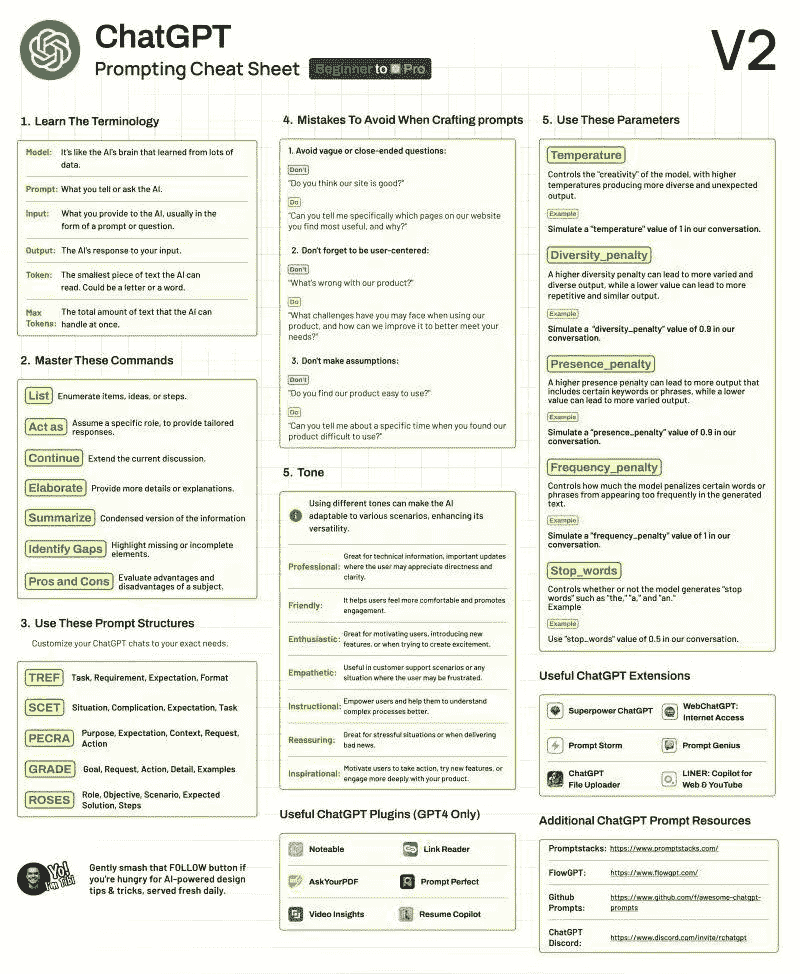 ChatGPT
Prompting Cheat Sheet Beginner to Pro
V2
1. Learn The Terminology
Model: It's like the AI's brain that learned from lots of
data.
Prompt: What you tell or ask the AI.
Input: What you provide to the AI, usually in the
form of a prompt or question.
Output: The AI's response to your input.
Token: The smallest piece of text the AI can
read. Could be a letter or a word.
Max The total amount of text that the AI can
Tokens: handle at once.
2. Master These Commands
List Enumerate items, ideas, or steps.
Act as Assume a specific role, to provide tailored
responses.
Continue Extend the current discussion.
Elaborate Provide more details or explanations.
Summarize Condensed version of the information
Identify Gaps Highlight missing or incomplete
elements.
Pros and Cons Evaluate advantages and
disadvantages of a subject.
3. Use These Prompt Structures
Customize your ChatGPT chats to your exact needs.
TREF Task, Requirement, Expectation, Format
SCET Situation, Complication, Expectation, Task
PECRA Purpose, Expectation, Context, Request,
Action
GRADE Goal, Request, Action, Detail, Examples
ROSES Role, Objective, Scenario, Expected
Solution, Steps
Yo!
I'm Tibi
Gently smash that FOLLOW button if
you're hungry for AI-powered design
tips & tricks, served fresh daily.
4. Mistakes To Avoid When Crafting prompts
1. Avoid vague or close-ended questions:
Don't
"Do you think our site is good?"
Do
"Can you tell me specifically which pages on our website
you find most useful, and why?"
2. Don't forget to be user-centered:
Don't
"What's wrong with our product?"
Do
"What challenges have you may face when using our
product, and how can we improve it to better meet your
needs?"
3. Don't make assumptions:
Don't
"Do you find our product easy to use?"
Do
"Can you tell me about a specific time when you found our
product difficult to use?"
5. Tone
Using different tones can make the AI
adaptable to various scenarios, enhancing its
versatility.
Professional: Great for technical information, important updates
where the user may appreciate directness and
clarity.
Friendly: It helps users feel more comfortable and promotes
engagement.
Enthusiastic: Great for motivating users, introducing new
features, or when trying to create excitement.
Empathetic: Useful in customer support scenarios or any
situation where the user may be frustrated.
Instructional: Empower users and help them to understand
complex processes better.
Reassuring: Great for stressful situations or when delivering
bad news.
Inspirational: Motivate users to take action, try new features, or
engage more deeply with your product.
Useful ChatGPT Plugins (GPT4 Only)
Noteable Link Reader
AskYourPDF Prompt Perfect
Video Insights Resume Copilot
5. Use These Parameters
Temperature
Controls the "creativity" of the model, with higher
temperatures producing more diverse and unexpected
output.
Example
Simulate a "temperature" value of 1 in our conversation.
Diversity_penalty
A higher diversity penalty can lead to more varied and
diverse output, while a lower value can lead to more
repetitive and similar output.
Example
Simulate a "diversity_penalty" value of 0.9 in our
conversation.
Presence_penalty
A higher presence penalty can lead to more output that
includes certain keywords or phrases, while a lower
value can lead to more varied output.
Example
Simulate a "presence_penalty" value of 0.9 in our
conversation.
Frequency_penalty
Controls how much the model penalizes certain words or
phrases from appearing too frequently in the generated
text.
Example
Simulate a "frequency_penalty" value of 1 in our
conversation.
Stop_words
Controls whether or not the model generates "stop
words" such as "the," "a," and "an."
Example
Example
Use "stop_words" value of 0.5 in our conversation.
Useful ChatGPT Extensions
Superpower ChatGPT WebChatGPT:
Internet Access
Prompt Storm Prompt Genius
ChatGPT LINER: Copilot for
File Uploader Web & YouTube
Additional ChatGPT Prompt Resources
Promptstacks: https://www.promptstacks.com/
FlowGPT: https://www.flowgpt.com/
Github https://www.github.com/f/awesome-chatgpt-
Prompts: prompts
ChatGPT
Discord: https://www.discord.com/invite/rchatgpt